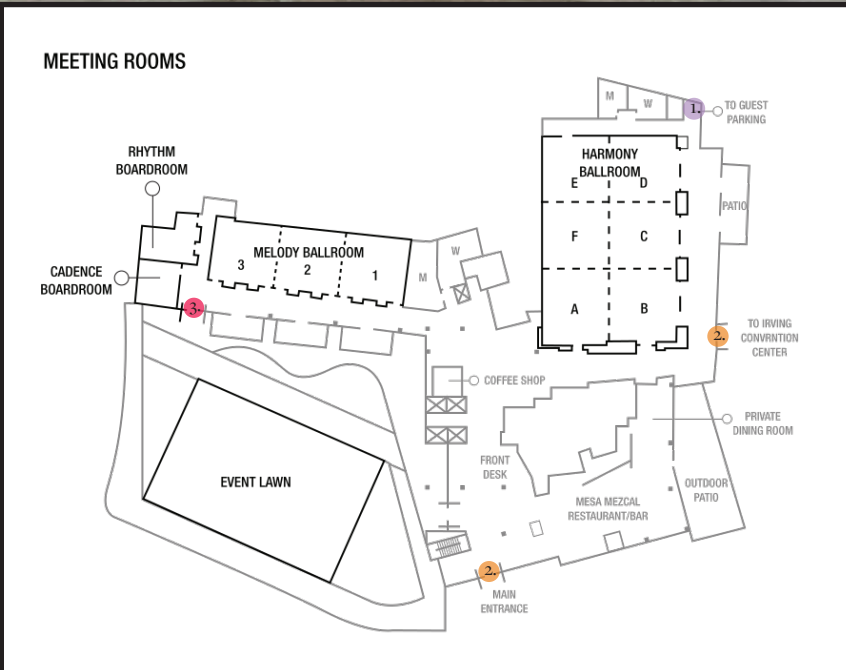 MEETING ROOMS
M
W
1.
TO GUEST
PARKING
RHYTHM
BOARDROOM
HARMONY
BALLROOM
E
D
PATIO
MELODY BALLROOM
3
2
1
W
M
F
C
CADENCE
BOARDROOM
3.
A
B
2.
TO IRVING
CONVRNTION
CENTER
COFFEE SHOP
PRIVATE
DINING ROOM
FRONT
DESK
EVENT LAWN
OUTDOOR
PATIO
MESA MEZCAL
RESTAURANT/BAR
2.
MAIN
ENTRANCE